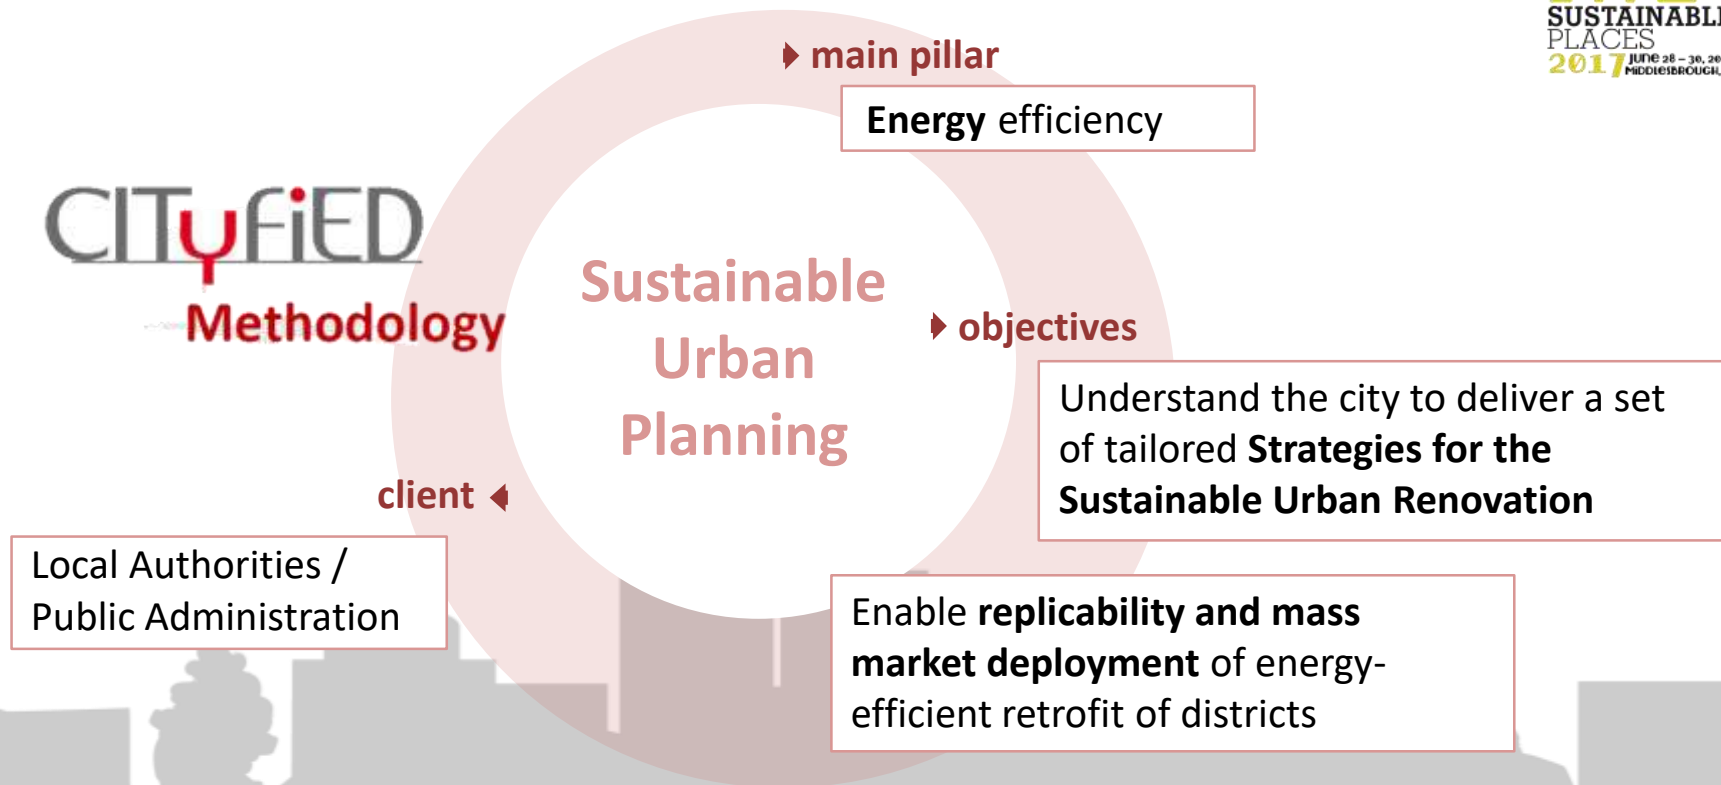 SUSTAINABLE
PLACES
2017 JUNE 28 – 30, 20
MIDDLESBROUGH,
▸ main pillar
Energy efficiency
CITyFiED
Methodology
Sustainable
Urban
Planning
▸ objectives
Understand the city to deliver a set
of tailored Strategies for the
Sustainable Urban Renovation
client ◂
Local Authorities /
Public Administration
Enable replicability and mass
market deployment of energy-
efficient retrofit of districts